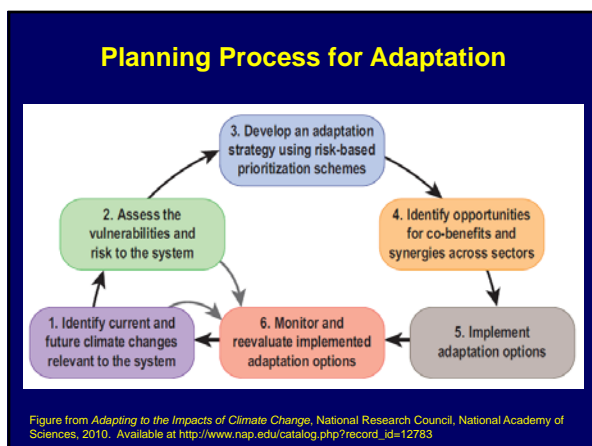 Planning Process for Adaptation
3. Develop an adaptation
strategy using risk-based
prioritization schemes
2. Assess the
vulnerabilities and
risk to the system
4. Identify opportunities
for co-benefits and
synergies across sectors
1. Identify current and
future climate changes
relevant to the system
6. Monitor and
reevaluate implemented
adaptation options
5. Implement
adaptation options
Figure from Adapting to the Impacts of Climate Change, National Research Council, National Academy of
Sciences, 2010.  Available at http://www.nap.edu/catalog.php?record_id=12783